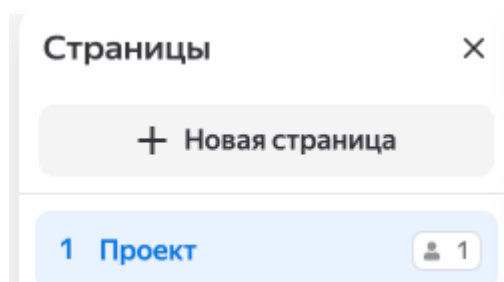 Страницы
+ Новая страница
1 Проект 1